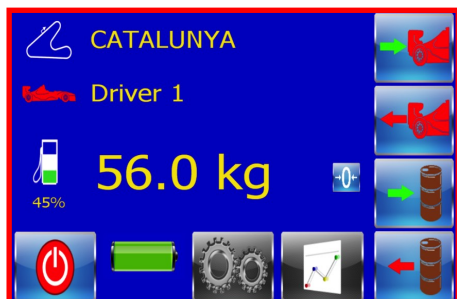 CATALUNYA
Driver 1
56.0 kg
→0←
45%